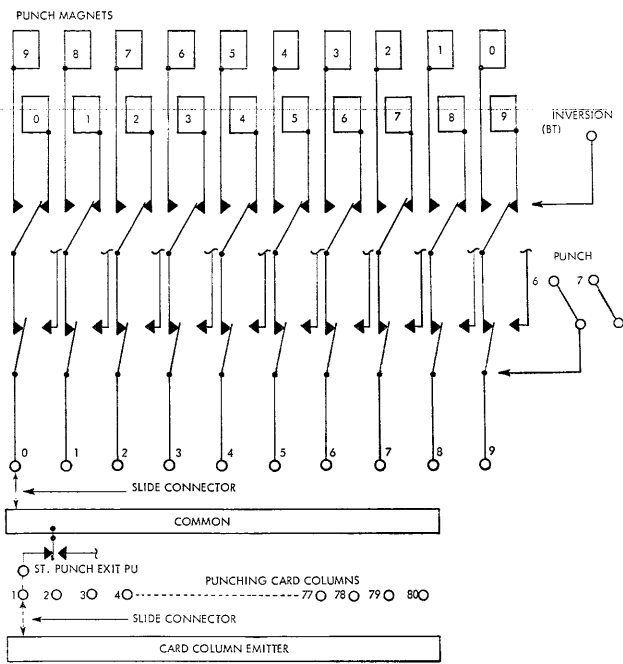 PUNCH MAGNETS
9 8 7 6 5 4 3 2 1 0
0 1 2 3 4 5 6 7 8 9
INVERSION
(BT)
PUNCH
6 7
0 1 2 3 4 5 6 7 8 9
SLIDE CONNECTOR
COMMON
ST. PUNCH EXIT PU
PUNCHING CARD COLUMNS
1 2 3 4 77 78 79 80
SLIDE CONNECTOR
CARD COLUMN EMITTER